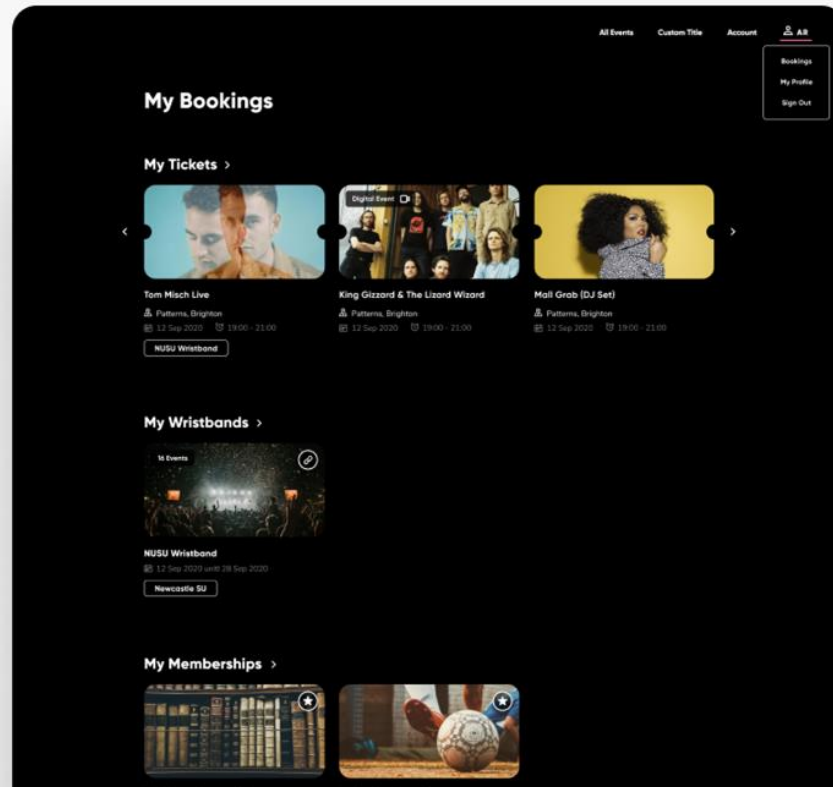 All Events Custom Title Account AR
Bookings
My Profile
Sign Out
My Bookings
My Tickets >
Digital Event
Tom Misch Live
Patterns, Brighton
12 Sep 2020 19:00 - 21:00
NUSU Wristband
King Gizzard & The Lizard Wizard
Patterns, Brighton
12 Sep 2020 19:00 - 21:00
Mall Grab (DJ Set)
Patterns, Brighton
12 Sep 2020 19:00 - 21:00
My Wristbands >
16 Events
NUSU Wristband
12 Sep 2020 until 28 Sep 2020
Newcastle SU
My Memberships >